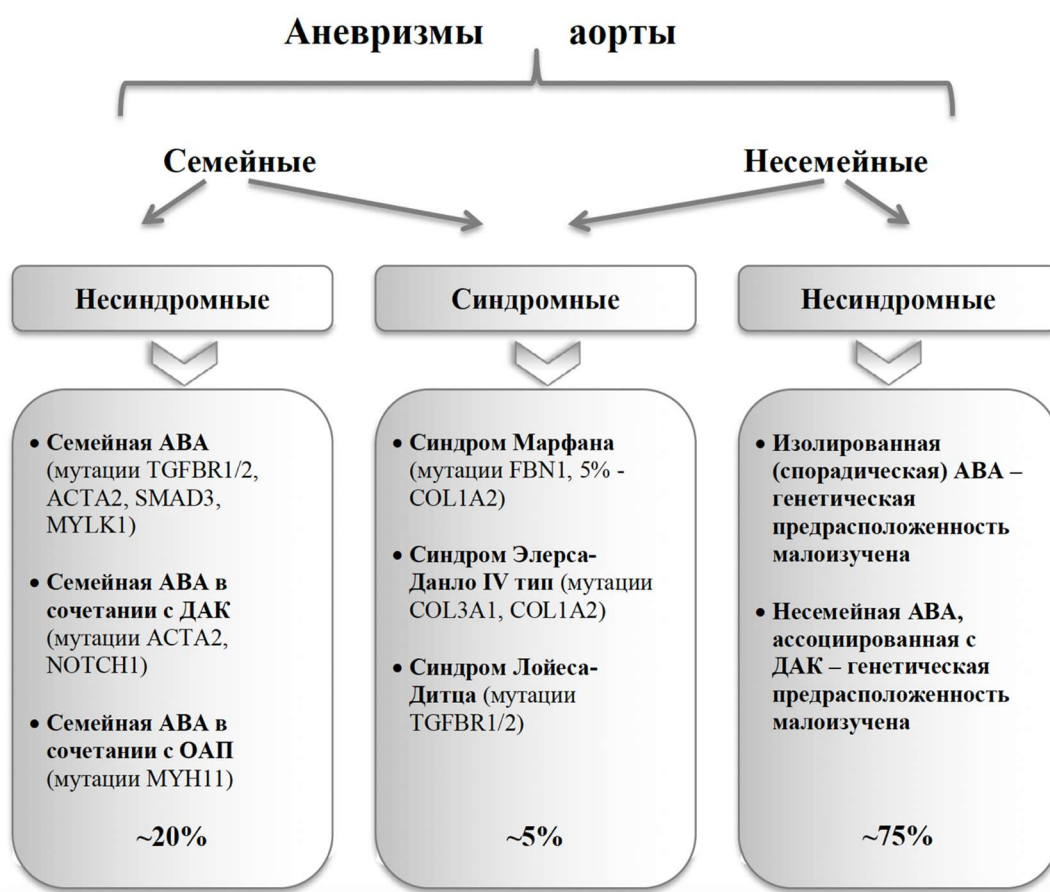 Аневризмы аорты
Семейные
Несемейные
Несиндромные
Синдромные
Несиндромные
• Семейная АВА
(мутации TGFBR1/2,
ACTA2, SMAD3,
MYLK1)
• Семейная АВА в
сочетании с ДАК
(мутации ACTA2,
NOTCH1)
• Семейная АВА в
сочетании с ОАП
(мутации MYH11)
~20%
• Синдром Марфана
(мутации FBN1, 5% -
COL1A2)
• Синдром Элерса-
Данло IV тип (мутации
COL3A1, COL1A2)
• Синдром Лойеса-
Дитца (мутации
TGFBR1/2)
~5%
• Изолированная
(спорадическая) АВА –
генетическая
предрасположенность
малоизучена
• Несемейная АВА,
ассоциированная с
ДАК – генетическая
предрасположенность
малоизучена
~75%